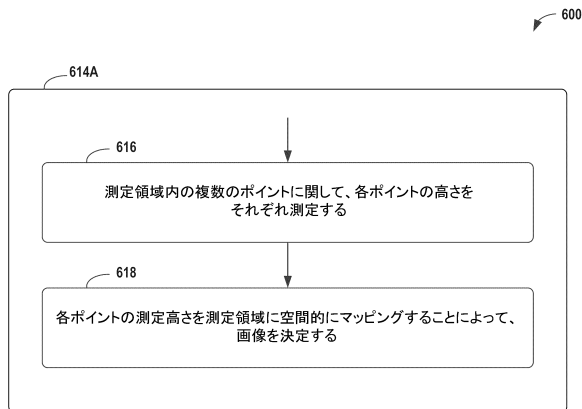 600
614A
616
測定領域内の複数のポイントに関して、各ポイントの高さを
それぞれ測定する
618
各ポイントの測定高さを測定領域に空間的にマッピングすることによって、
画像を決定する